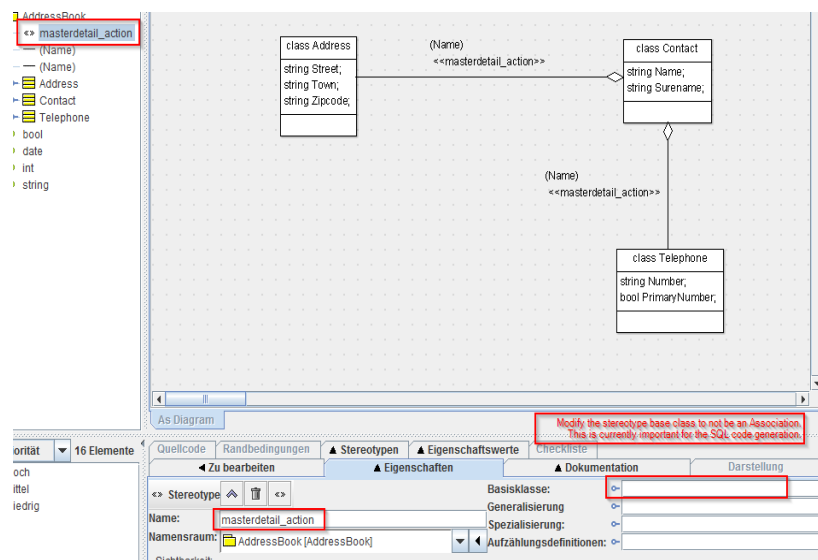 AddressBook
<> masterdetail_action
(Name)
(Name)
Address
Contact
Telephone
bool
date
int
string
class Address
string Street;
string Town;
string Zipcode;
(Name)
<<masterdetail_action>>
class Contact
string Name;
string Surename;
(Name)
<<masterdetail_action>>
class Telephone
string Number;
bool PrimaryNumber;
As Diagram
Modify the stereotype base class to not be an Association.
This is currently important for the SQL code generation.
orität
16 Elemente
och
ittel
iedrig
Quellcode
Randbedingungen
Stereotypen
Eigenschaftswerte
Checkliste
Zu bearbeiten
Eigenschaften
Dokumentation
Darstellung
<> Stereotype
Name:
masterdetail_action
Namensraum:
AddressBook [AddressBook]
Basisklasse:
Generalisierung
Spezialisierung:
Aufzählungsdefinitionen: